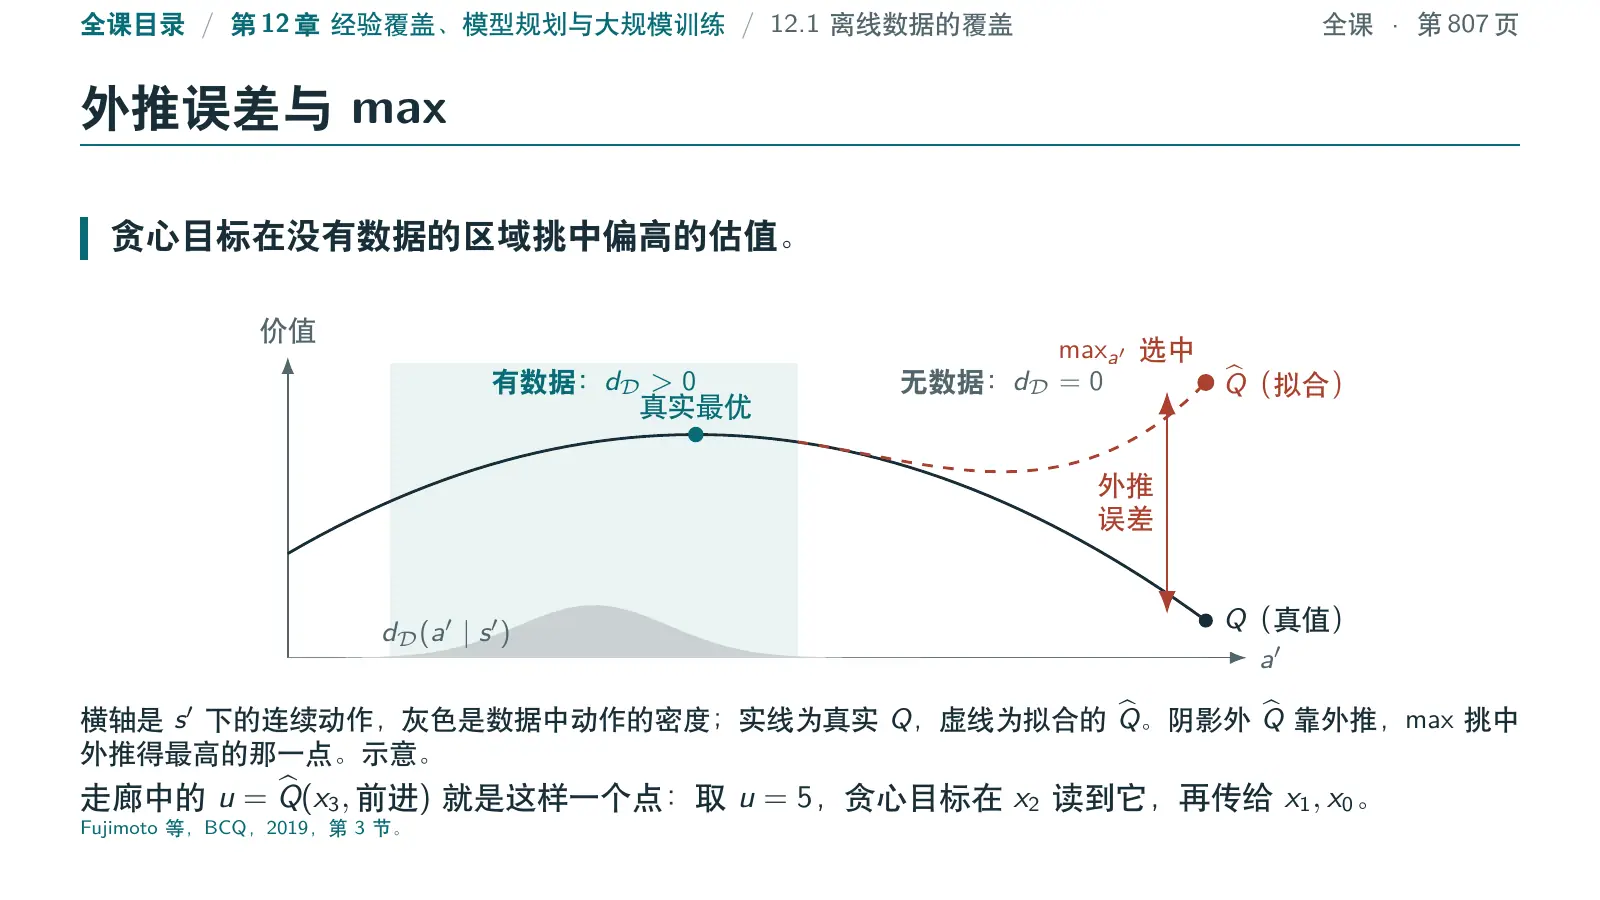 全课目录 / 第 12 章 经验覆盖、模型规划与大规模训练 / 12.1 离线数据的覆盖
全课 · 第 807 页
外推误差与 max
贪心目标在没有数据的区域挑中偏高的估值。
价值
有数据：d_𝒟 > 0
真实最优
无数据：d_𝒟 = 0
max_{a′} 选中
Q̂（拟合）
外推
误差
d_𝒟(a′ | s′)
Q（真值）
a′
横轴是 s′ 下的连续动作，灰色是数据中动作的密度；实线为真实 Q，虚线为拟合的 Q̂。阴影外 Q̂ 靠外推，max 挑中
外推得最高的那一点。示意。
走廊中的 u = Q̂(x₃, 前进) 就是这样一个点：取 u = 5，贪心目标在 x₂ 读到它，再传给 x₁, x₀。
Fujimoto 等，BCQ，2019，第 3 节。